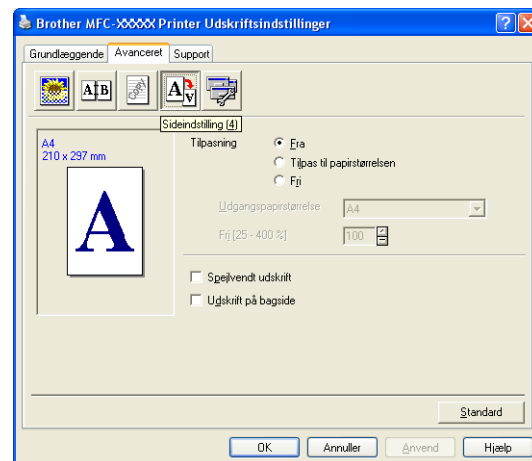 Brother MFC-XXXXX Printer Udskriftsindstillinger
Grundlæggende Avanceret Support
A B
A V
Sideindstilling (4)
A4
210 x 297 mm
A
Tilpasning
Fra
Tilpas til papirstørrelsen
Fri
Udgangspapirstørrelse A4
Fri [25 - 400 %] 100
Spejlvendt udskrift
Udskrift på bagside
Standard
OK Annuller Anvend Hjælp